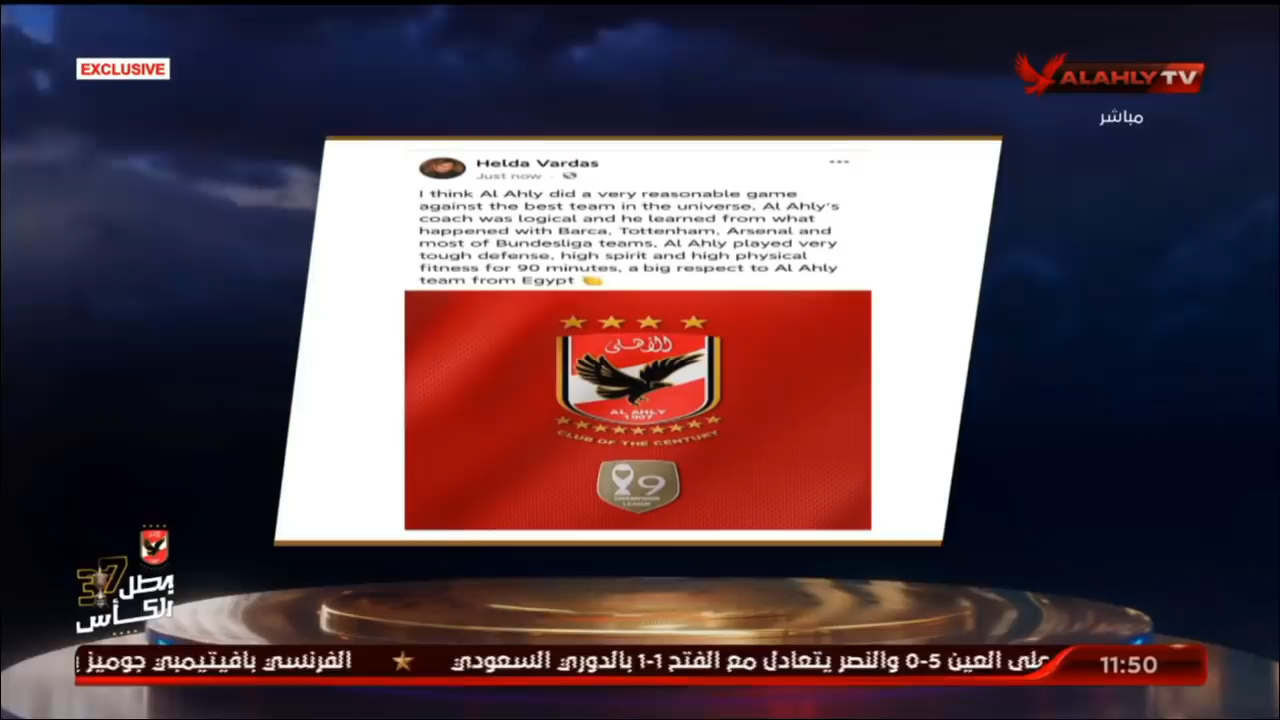 EXCLUSIVE
ALAHLY TV
مباشر
Helda Vardas
Just now
I think Al Ahly did a very reasonable game
against the best team in the universe, Al Ahly's
coach was logical and he learned from what
happened with Barca, Tottenham, Arsenal and
most of Bundesliga teams, Al Ahly played very
tough defense, high spirit and high physical
fitness for 90 minutes, a big respect to Al Ahly
team from Egypt 👏
الأهلي
AL AHLY
1907
CLUB OF THE CENTURY
9
CHAMPIONS
LEAGUE
37
بطل
الكأس
على العين 5-0 والنصر يتعادل مع الفتح 1-1 بالدوري السعودي ★ الفرنسي بافيتيمبي جوميز
11:50